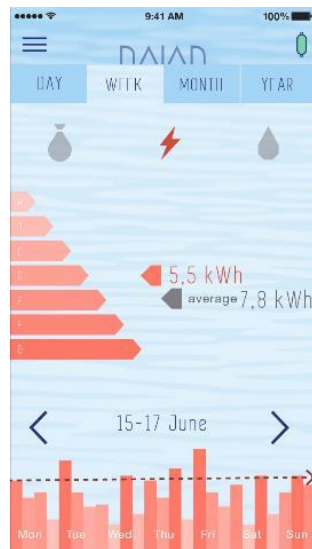 9:41 AM 100%
NAIAD
DAY WEEK MONTH YEAR
C
D
E
F
G
5,5 kWh
average 7,8 kWh
15-17 June
Mon Tue Wed Thu Fri Sat Sun